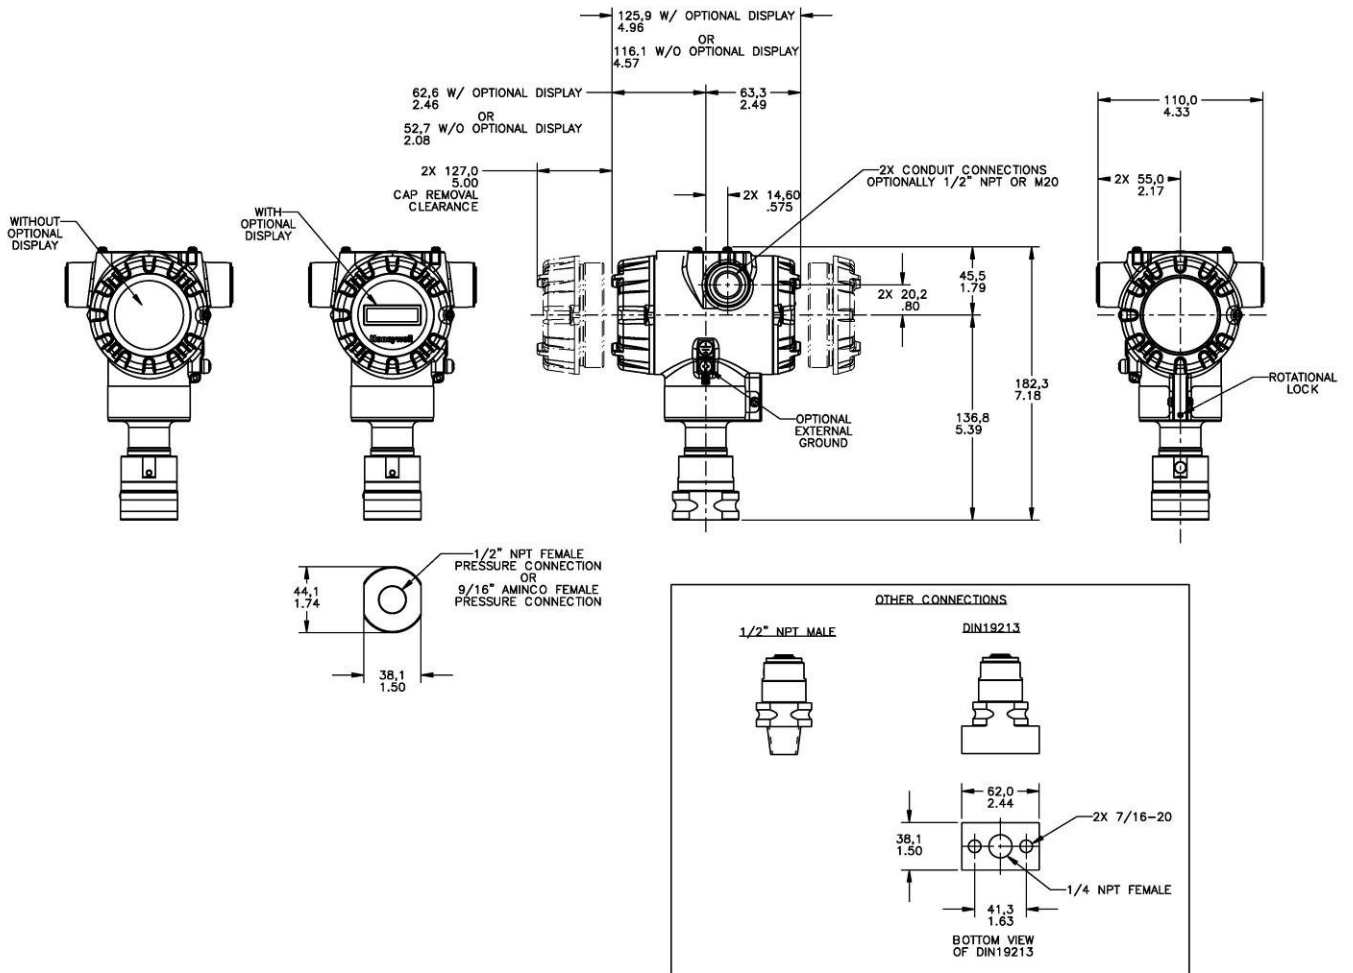 125,9 W/ OPTIONAL DISPLAY
4.96
OR
116.1 W/O OPTIONAL DISPLAY
4.57
62,6 W/ OPTIONAL DISPLAY
2.46
OR
52,7 W/O OPTIONAL DISPLAY
2.08
63,3
2.49
110,0
4.33
2X 127,0
5.00
CAP REMOVAL
CLEARANCE
2X 14,60
.575
2X CONDUIT CONNECTIONS
OPTIONALLY 1/2" NPT OR M20
2X 55,0
2.17
WITHOUT
OPTIONAL
DISPLAY
WITH
OPTIONAL
DISPLAY
Honeywell
2X 20,2
.80
45,5
1.79
182,3
7.18
136,8
5.39
OPTIONAL
EXTERNAL
GROUND
ROTATIONAL
LOCK
1/2" NPT FEMALE
PRESSURE CONNECTION
OR
9/16" AMINCO FEMALE
PRESSURE CONNECTION
44,1
1.74
38,1
1.50
OTHER CONNECTIONS
1/2" NPT MALE
DIN19213
62,0
2.44
2X 7/16-20
38,1
1.50
1/4 NPT FEMALE
41,3
1.63
BOTTOM VIEW
OF DIN19213